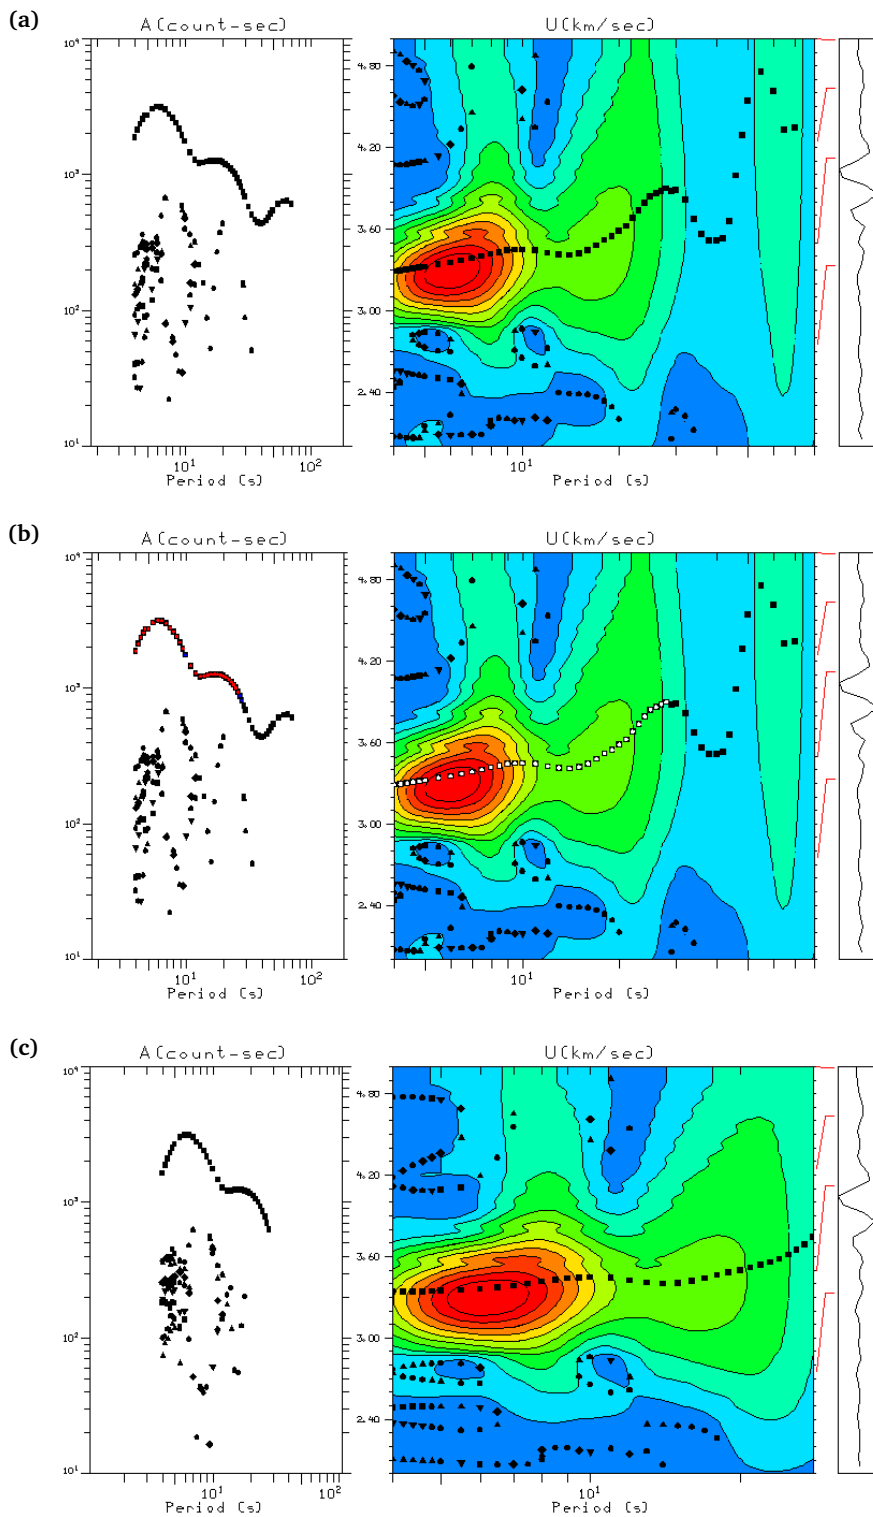 (a)
A(count-sec) U(km/sec)
10⁴
4.80
4.20
10³
3.60
3.00
10²
2.40
10¹
10¹ 10² 10¹
Period (s) Period (s)
(b)
A(count-sec) U(km/sec)
10⁴
4.80
4.20
10³
3.60
3.00
10²
2.40
10¹
10¹ 10² 10¹
Period (s) Period (s)
(c)
A(count-sec) U(km/sec)
10⁴
4.80
4.20
10³
3.60
3.00
10²
2.40
10¹
10¹ 10² 10¹
Period (s) Period (s)